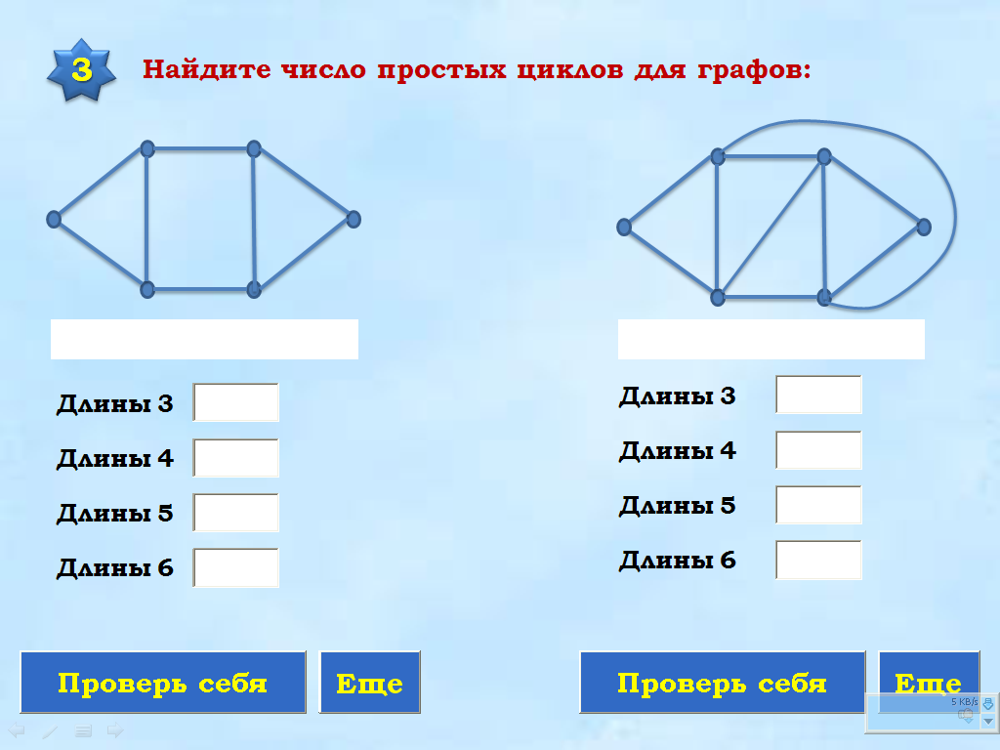 3
Найдите число простых циклов для графов:
Длины 3
Длины 4
Длины 5
Длины 6
Проверь себя
Еще
Длины 3
Длины 4
Длины 5
Длины 6
Проверь себя
Еще
5 KB/s